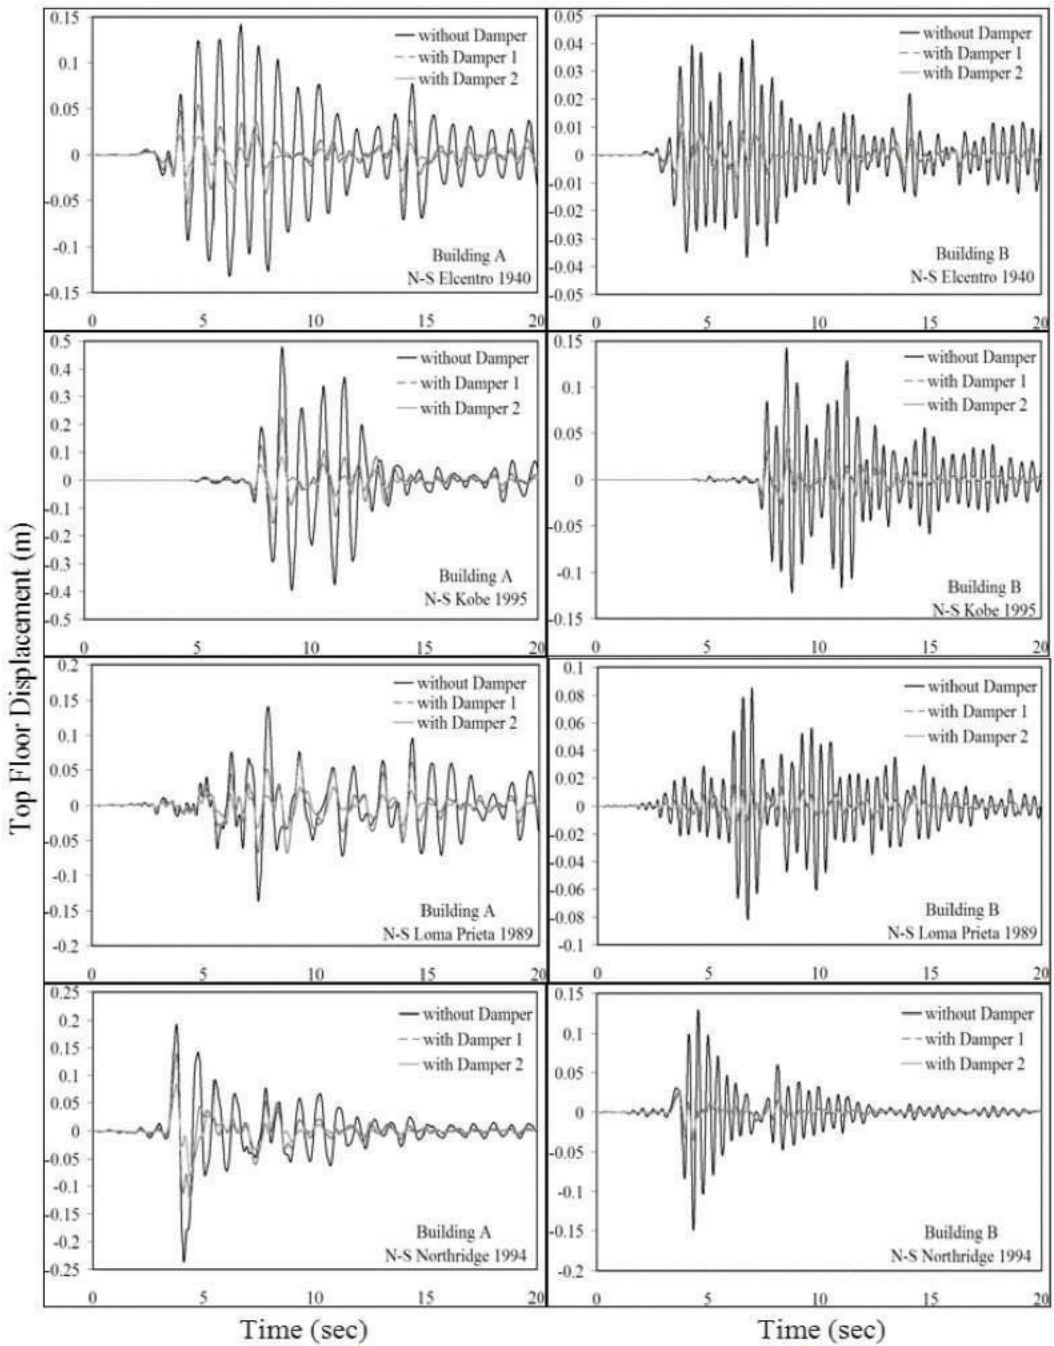 Top Floor Displacement (m)
0.15
0.1
0.05
0
-0.05
-0.1
-0.15
0 5 10 15 20
without Damper
with Damper 1
with Damper 2
Building A
N-S Elcentro 1940
0.05
0.04
0.03
0.02
0.01
0
-0.01
-0.02
-0.03
-0.04
-0.05
0 5 10 15 20
without Damper
with Damper 1
with Damper 2
Building B
N-S Elcentro 1940
0.5
0.4
0.3
0.2
0.1
0
-0.1
-0.2
-0.3
-0.4
-0.5
0 5 10 15 20
without Damper
with Damper 1
with Damper 2
Building A
N-S Kobe 1995
0.15
0.1
0.05
0
-0.05
-0.1
-0.15
0 5 10 15 20
without Damper
with Damper 1
with Damper 2
Building B
N-S Kobe 1995
0.2
0.15
0.1
0.05
0
-0.05
-0.1
-0.15
-0.2
0 5 10 15 20
without Damper
with Damper 1
with Damper 2
Building A
N-S Loma Prieta 1989
0.1
0.08
0.06
0.04
0.02
0
-0.02
-0.04
-0.06
-0.08
-0.1
0 5 10 15 20
without Damper
with Damper 1
with Damper 2
Building B
N-S Loma Prieta 1989
0.25
0.2
0.15
0.1
0.05
0
-0.05
-0.1
-0.15
-0.2
-0.25
0 5 10 15 20
without Damper
with Damper 1
with Damper 2
Building A
N-S Northridge 1994
0.15
0.1
0.05
0
-0.05
-0.1
-0.15
-0.2
0 5 10 15 20
without Damper
with Damper 1
with Damper 2
Building B
N-S Northridge 1994
Time (sec)
Time (sec)